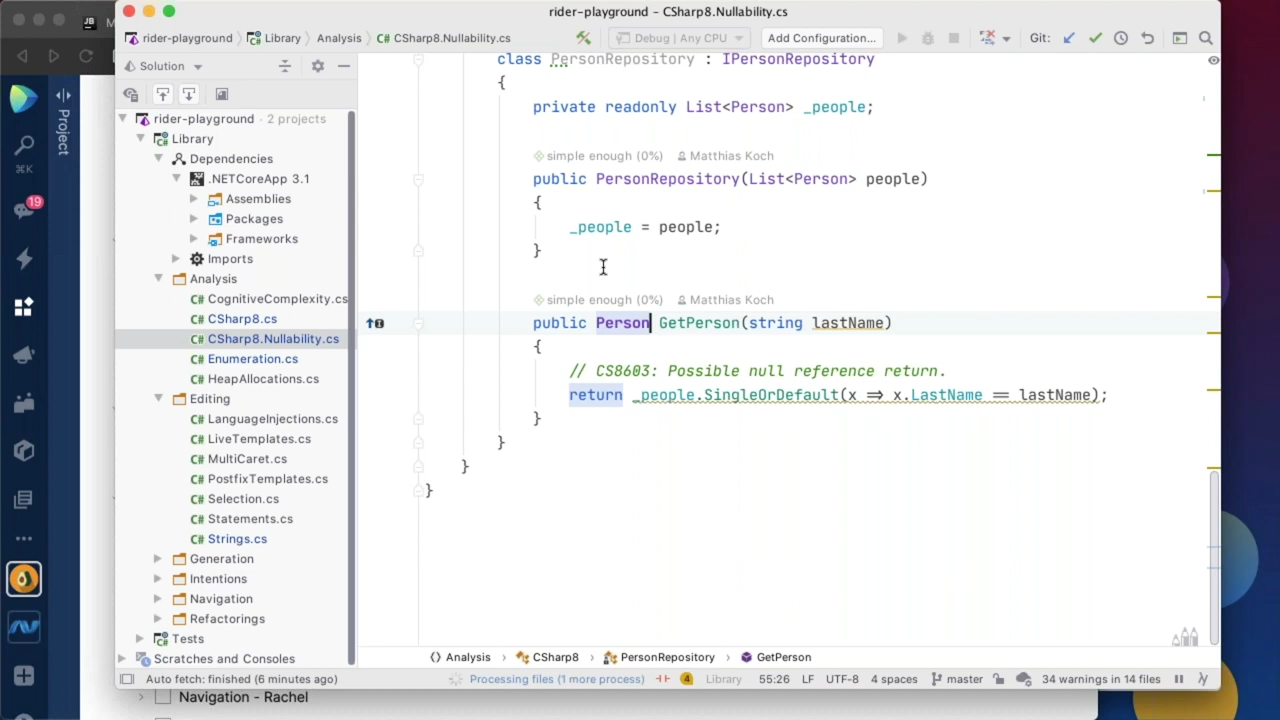 rider-playground – CSharp8.Nullability.cs
JB
M
rider-playground
Library
Analysis
C# CSharp8.Nullability.cs
Debug | Any CPU
Add Configuration...
Git:
Solution
Project
⌘K
19
rider-playground · 2 projects
Library
Dependencies
.NETCoreApp 3.1
Assemblies
Packages
Frameworks
Imports
Analysis
C# CognitiveComplexity.cs
C# CSharp8.cs
C# CSharp8.Nullability.cs
C# Enumeration.cs
C# HeapAllocations.cs
Editing
C# LanguageInjections.cs
C# LiveTemplates.cs
C# MultiCaret.cs
C# PostfixTemplates.cs
C# Selection.cs
C# Statements.cs
C# Strings.cs
Generation
Intentions
Navigation
Refactorings
Tests
Scratches and Consoles
class PersonRepository : IPersonRepository
{
private readonly List<Person> _people;
simple enough (0%) Matthias Koch
public PersonRepository(List<Person> people)
{
_people = people;
}
simple enough (0%) Matthias Koch
public Person GetPerson(string lastName)
{
// CS8603: Possible null reference return.
return _people.SingleOrDefault(x => x.LastName == lastName);
}
}
}
}
{} Analysis
CSharp8
PersonRepository
GetPerson
Auto fetch: finished (6 minutes ago)
Processing files (1 more process)
4
Library
55:26
LF
UTF-8
4 spaces
master
34 warnings in 14 files
Navigation - Rachel